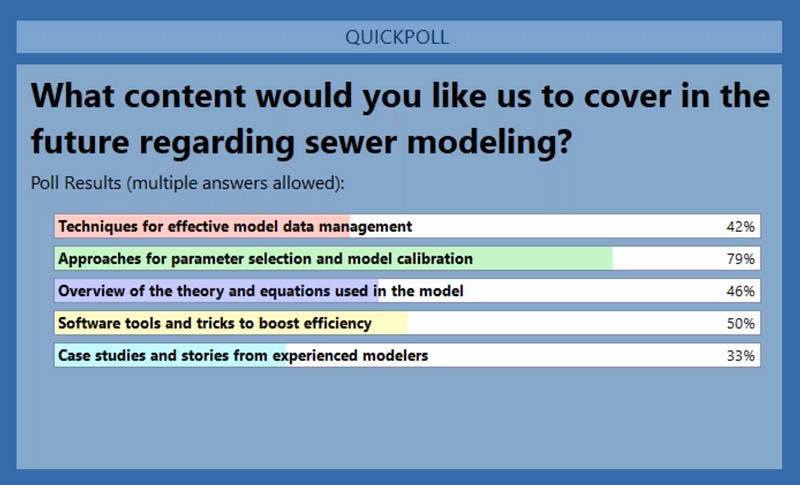 QUICKPOLL
What content would you like us to cover in the
future regarding sewer modeling?
Poll Results (multiple answers allowed):
Techniques for effective model data management 42%
Approaches for parameter selection and model calibration 79%
Overview of the theory and equations used in the model 46%
Software tools and tricks to boost efficiency 50%
Case studies and stories from experienced modelers 33%